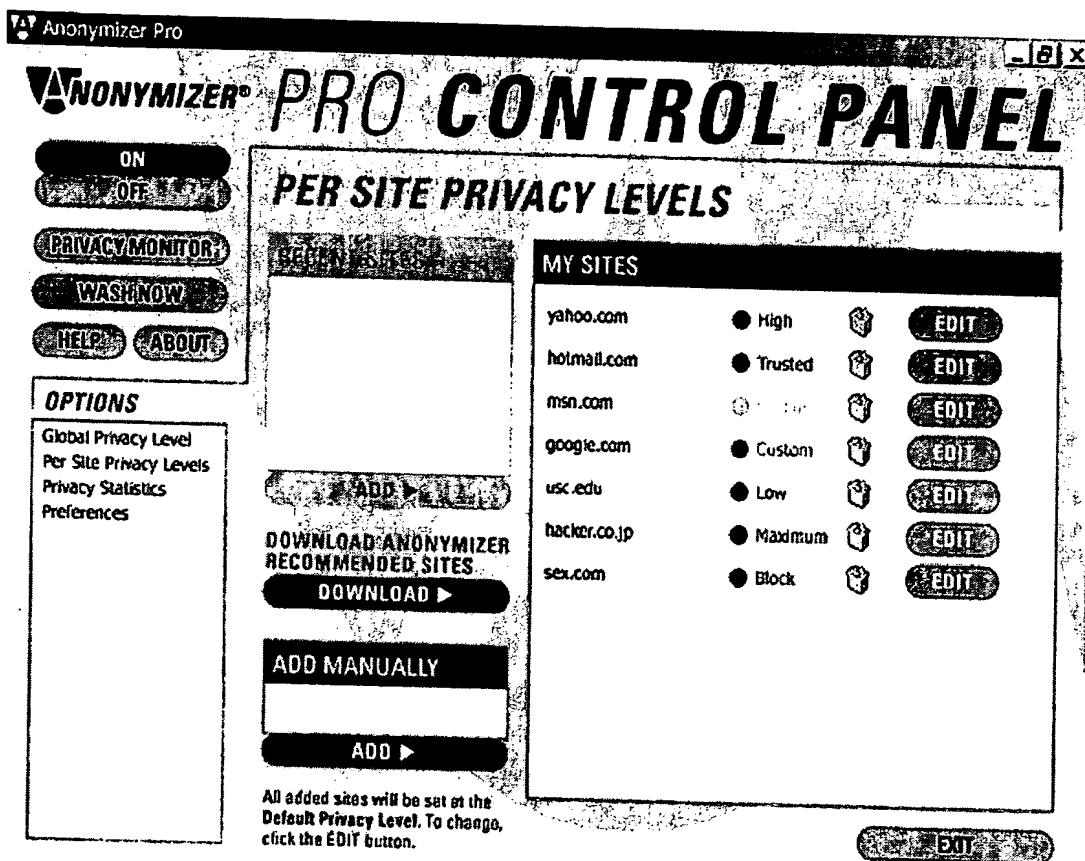 Anonymizer Pro
ANONYMIZER® PRO CONTROL PANEL
ON
OFF
PRIVACY MONITOR
WASH NOW
HELP
ABOUT
OPTIONS
Global Privacy Level
Per Site Privacy Levels
Privacy Statistics
Preferences
PER SITE PRIVACY LEVELS
RECENT SITES
ADD
DOWNLOAD ANONYMIZER
RECOMMENDED SITES
DOWNLOAD
ADD MANUALLY
ADD
All added sites will be set at the
Default Privacy Level. To change,
click the EDIT button.
MY SITES
yahoo.com High EDIT
hotmail.com Trusted EDIT
msn.com EDIT
google.com Custom EDIT
usc.edu Low EDIT
hacker.co.jp Maximum EDIT
sex.com Block EDIT
EXIT